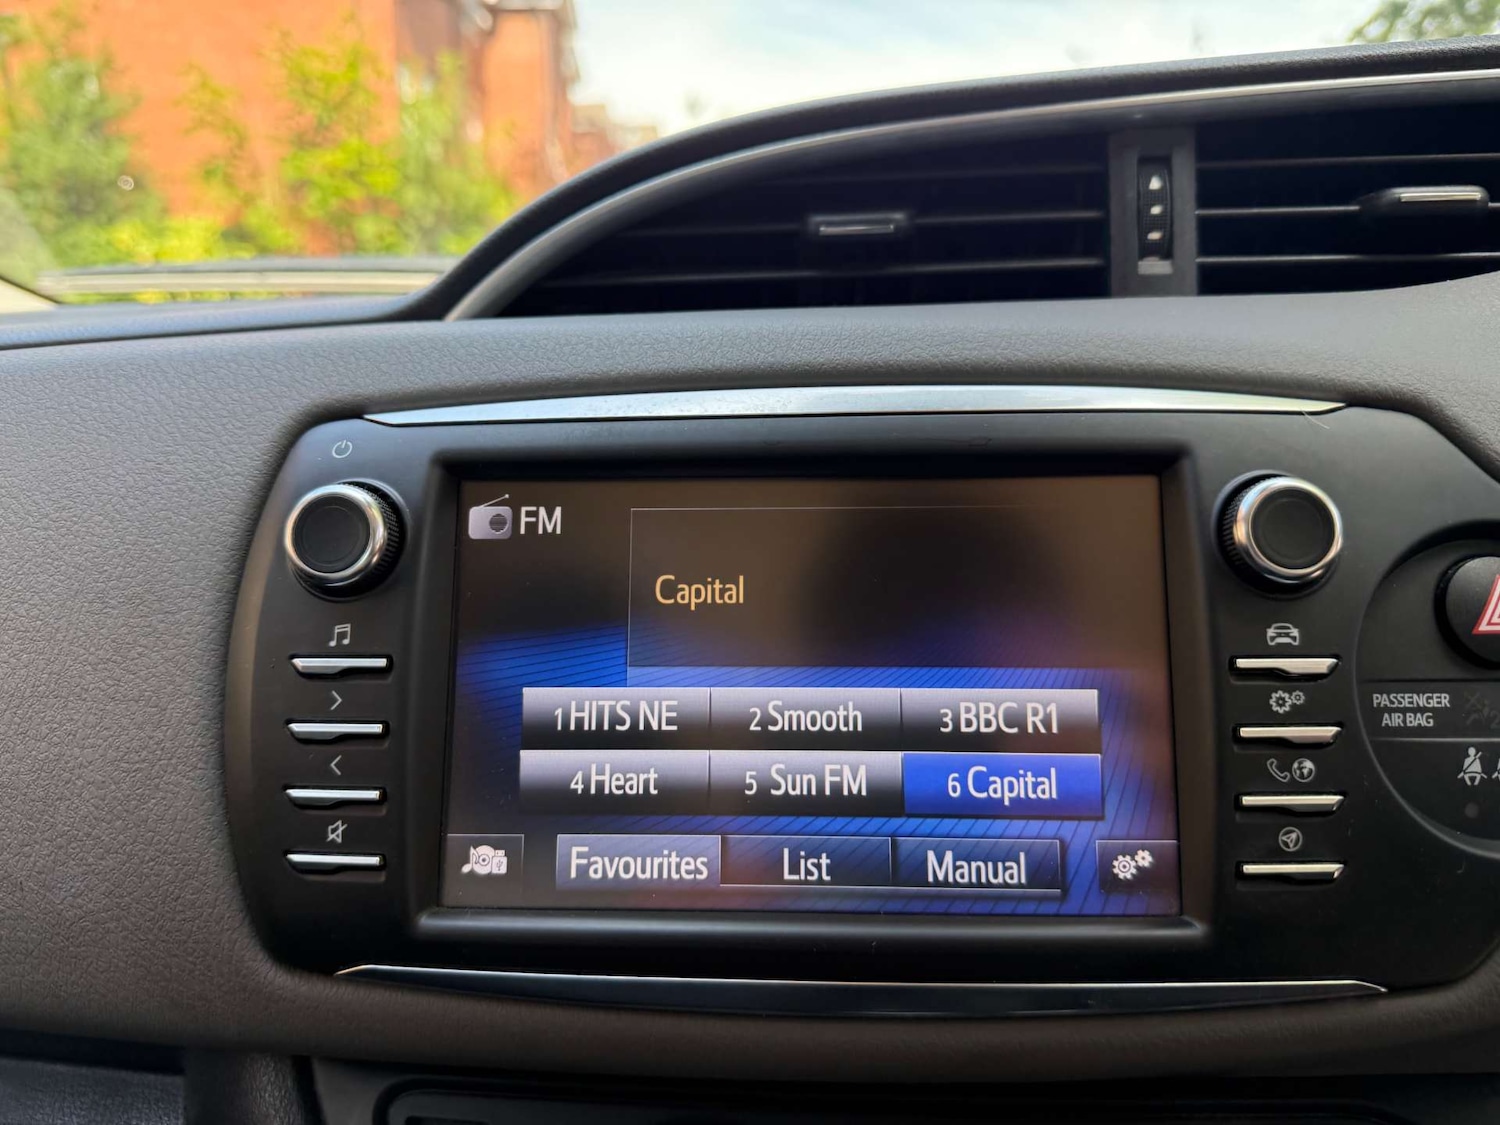 FM
Capital
1 HITS NE
2 Smooth
3 BBC R1
4 Heart
5 Sun FM
6 Capital
Favourites
List
Manual
PASSENGER
AIR BAG